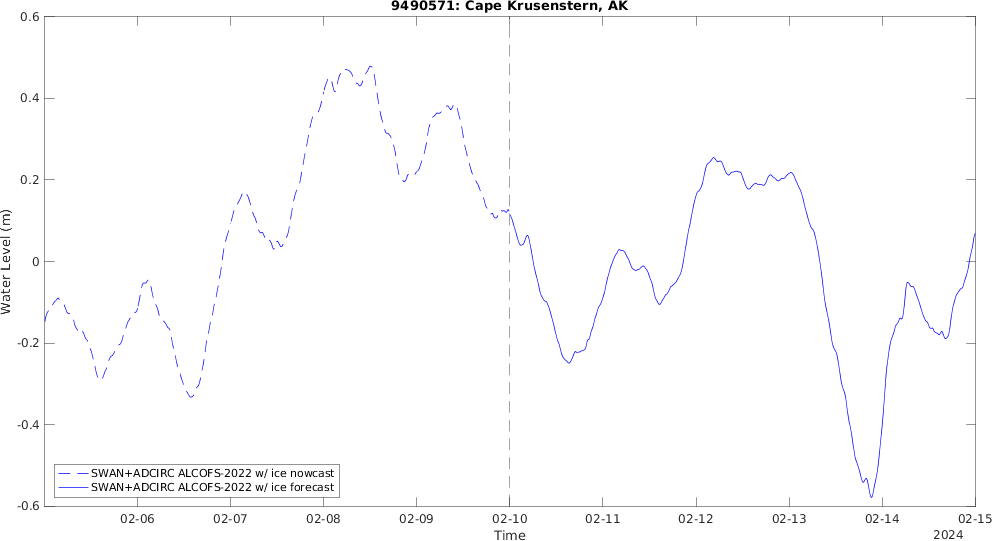 9490571: Cape Krusenstern, AK
0.6
0.4
0.2
0
-0.2
-0.4
-0.6
Water Level (m)
SWAN+ADCIRC ALCOFS-2022 w/ ice nowcast
SWAN+ADCIRC ALCOFS-2022 w/ ice forecast
02-06 02-07 02-08 02-09 02-10 02-11 02-12 02-13 02-14 02-15
Time
2024